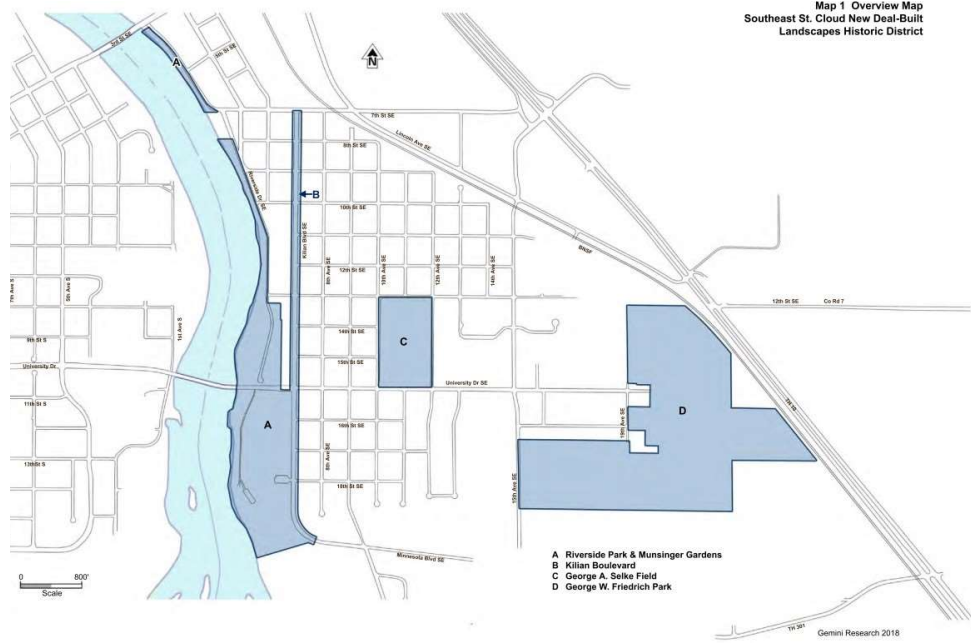 Map 1 Overview Map
Southeast St. Cloud New Deal-Built
Landscapes Historic District
3rd St SE
A
5th St SE
N
7th St SE
Lincoln Ave SE
8th St SE
Riverside Dr SE
B
10th St SE
Kilian Blvd SE
BNSF
8th Ave SE
12th St SE
11th Ave SE
12th Ave SE
14th Ave SE
7th Ave S
5th Ave S
12th St SE
Co Rd 7
1st Ave S
14th St SE
C
9th St S
15th St SE
University Dr
University Dr SE
TH 10
11th St S
D
A
16th St SE
18th Ave SE
8th Ave SE
13th St S
18th St SE
15th Ave SE
Minnesota Blvd SE
A Riverside Park & Munsinger Gardens
B Kilian Boulevard
C George A. Selke Field
D George W. Friedrich Park
0 800'
Scale
TH 301
Gemini Research 2018